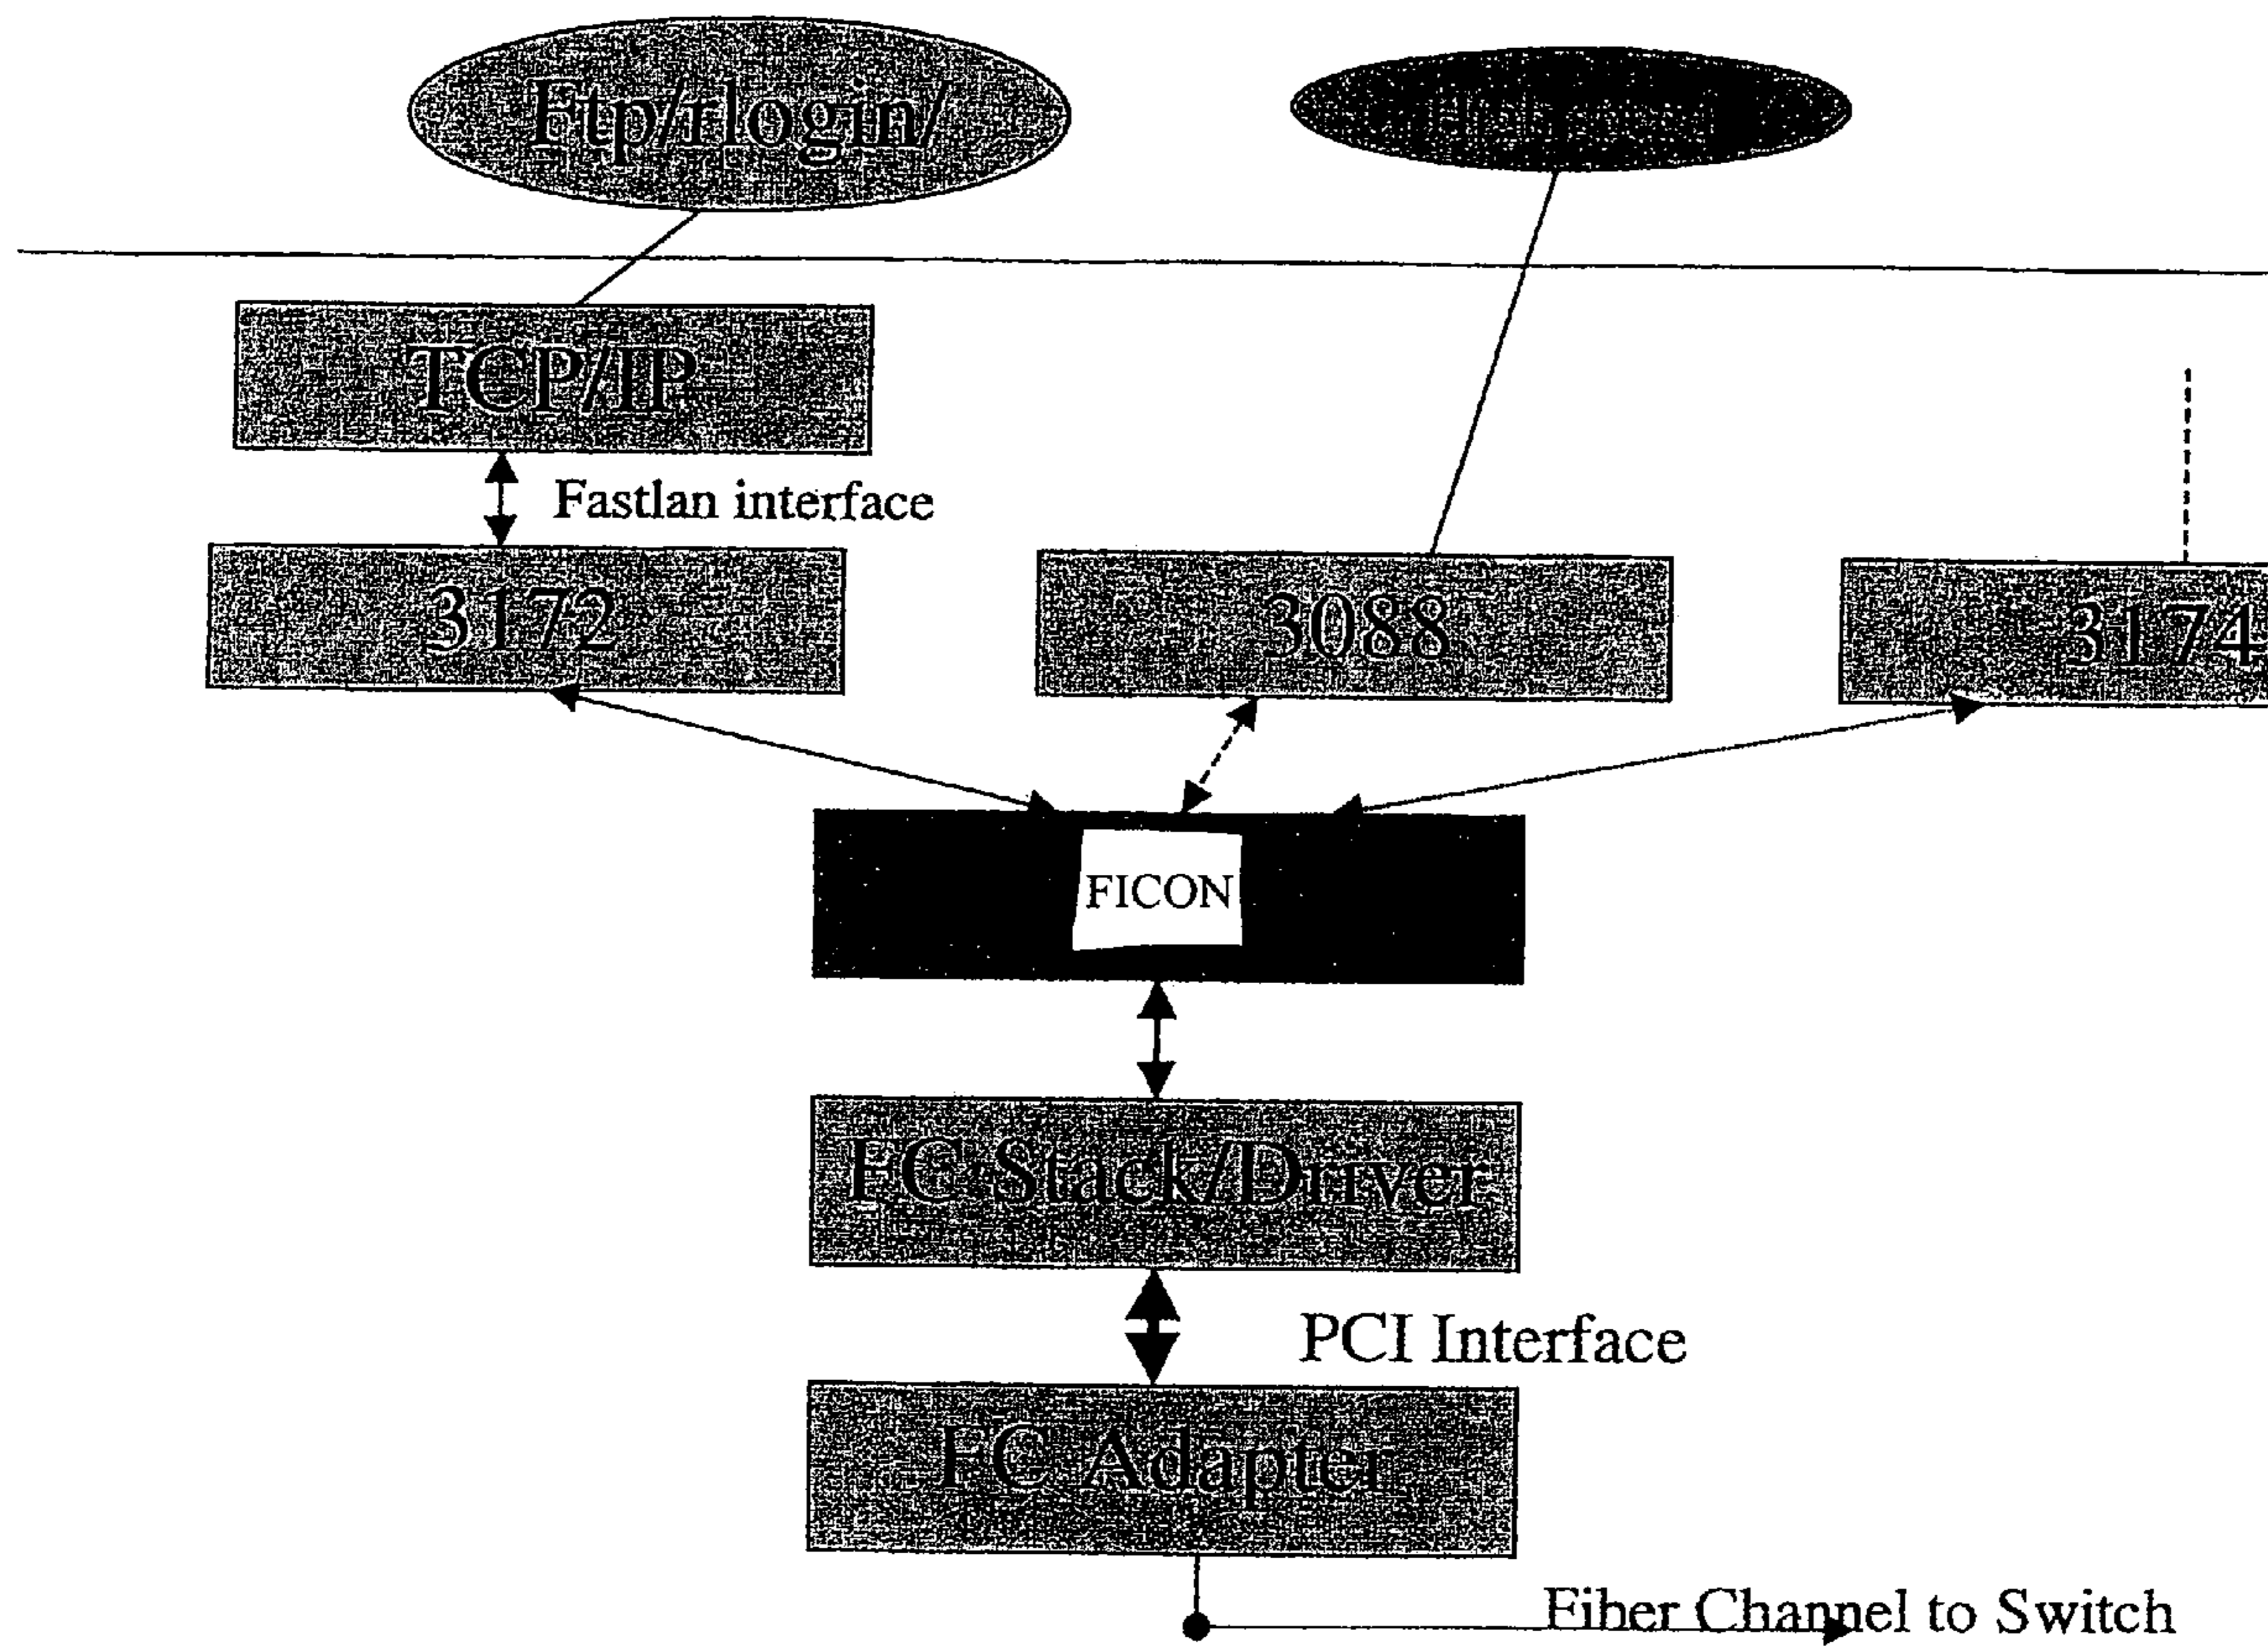 Ftp/rlogin/
TCP/IP
Fastlan interface
3172
3088
3174
FICON
FC Stack/Driver
PCI Interface
FC Adapter
Fiber Channel to Switch